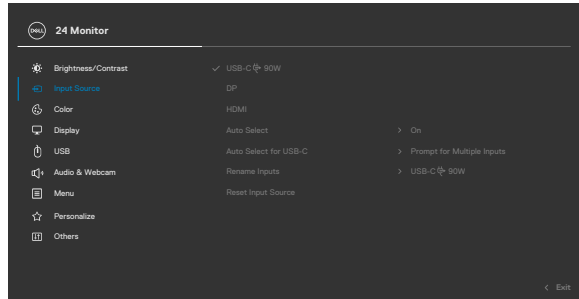 DELL 24 Monitor
Brightness/Contrast
Input Source
Color
Display
USB
Audio & Webcam
Menu
Personalize
Others
USB-C 90W
DP
HDMI
Auto Select > On
Auto Select for USB-C > Prompt for Multiple Inputs
Rename Inputs > USB-C 90W
Reset Input Source
< Exit